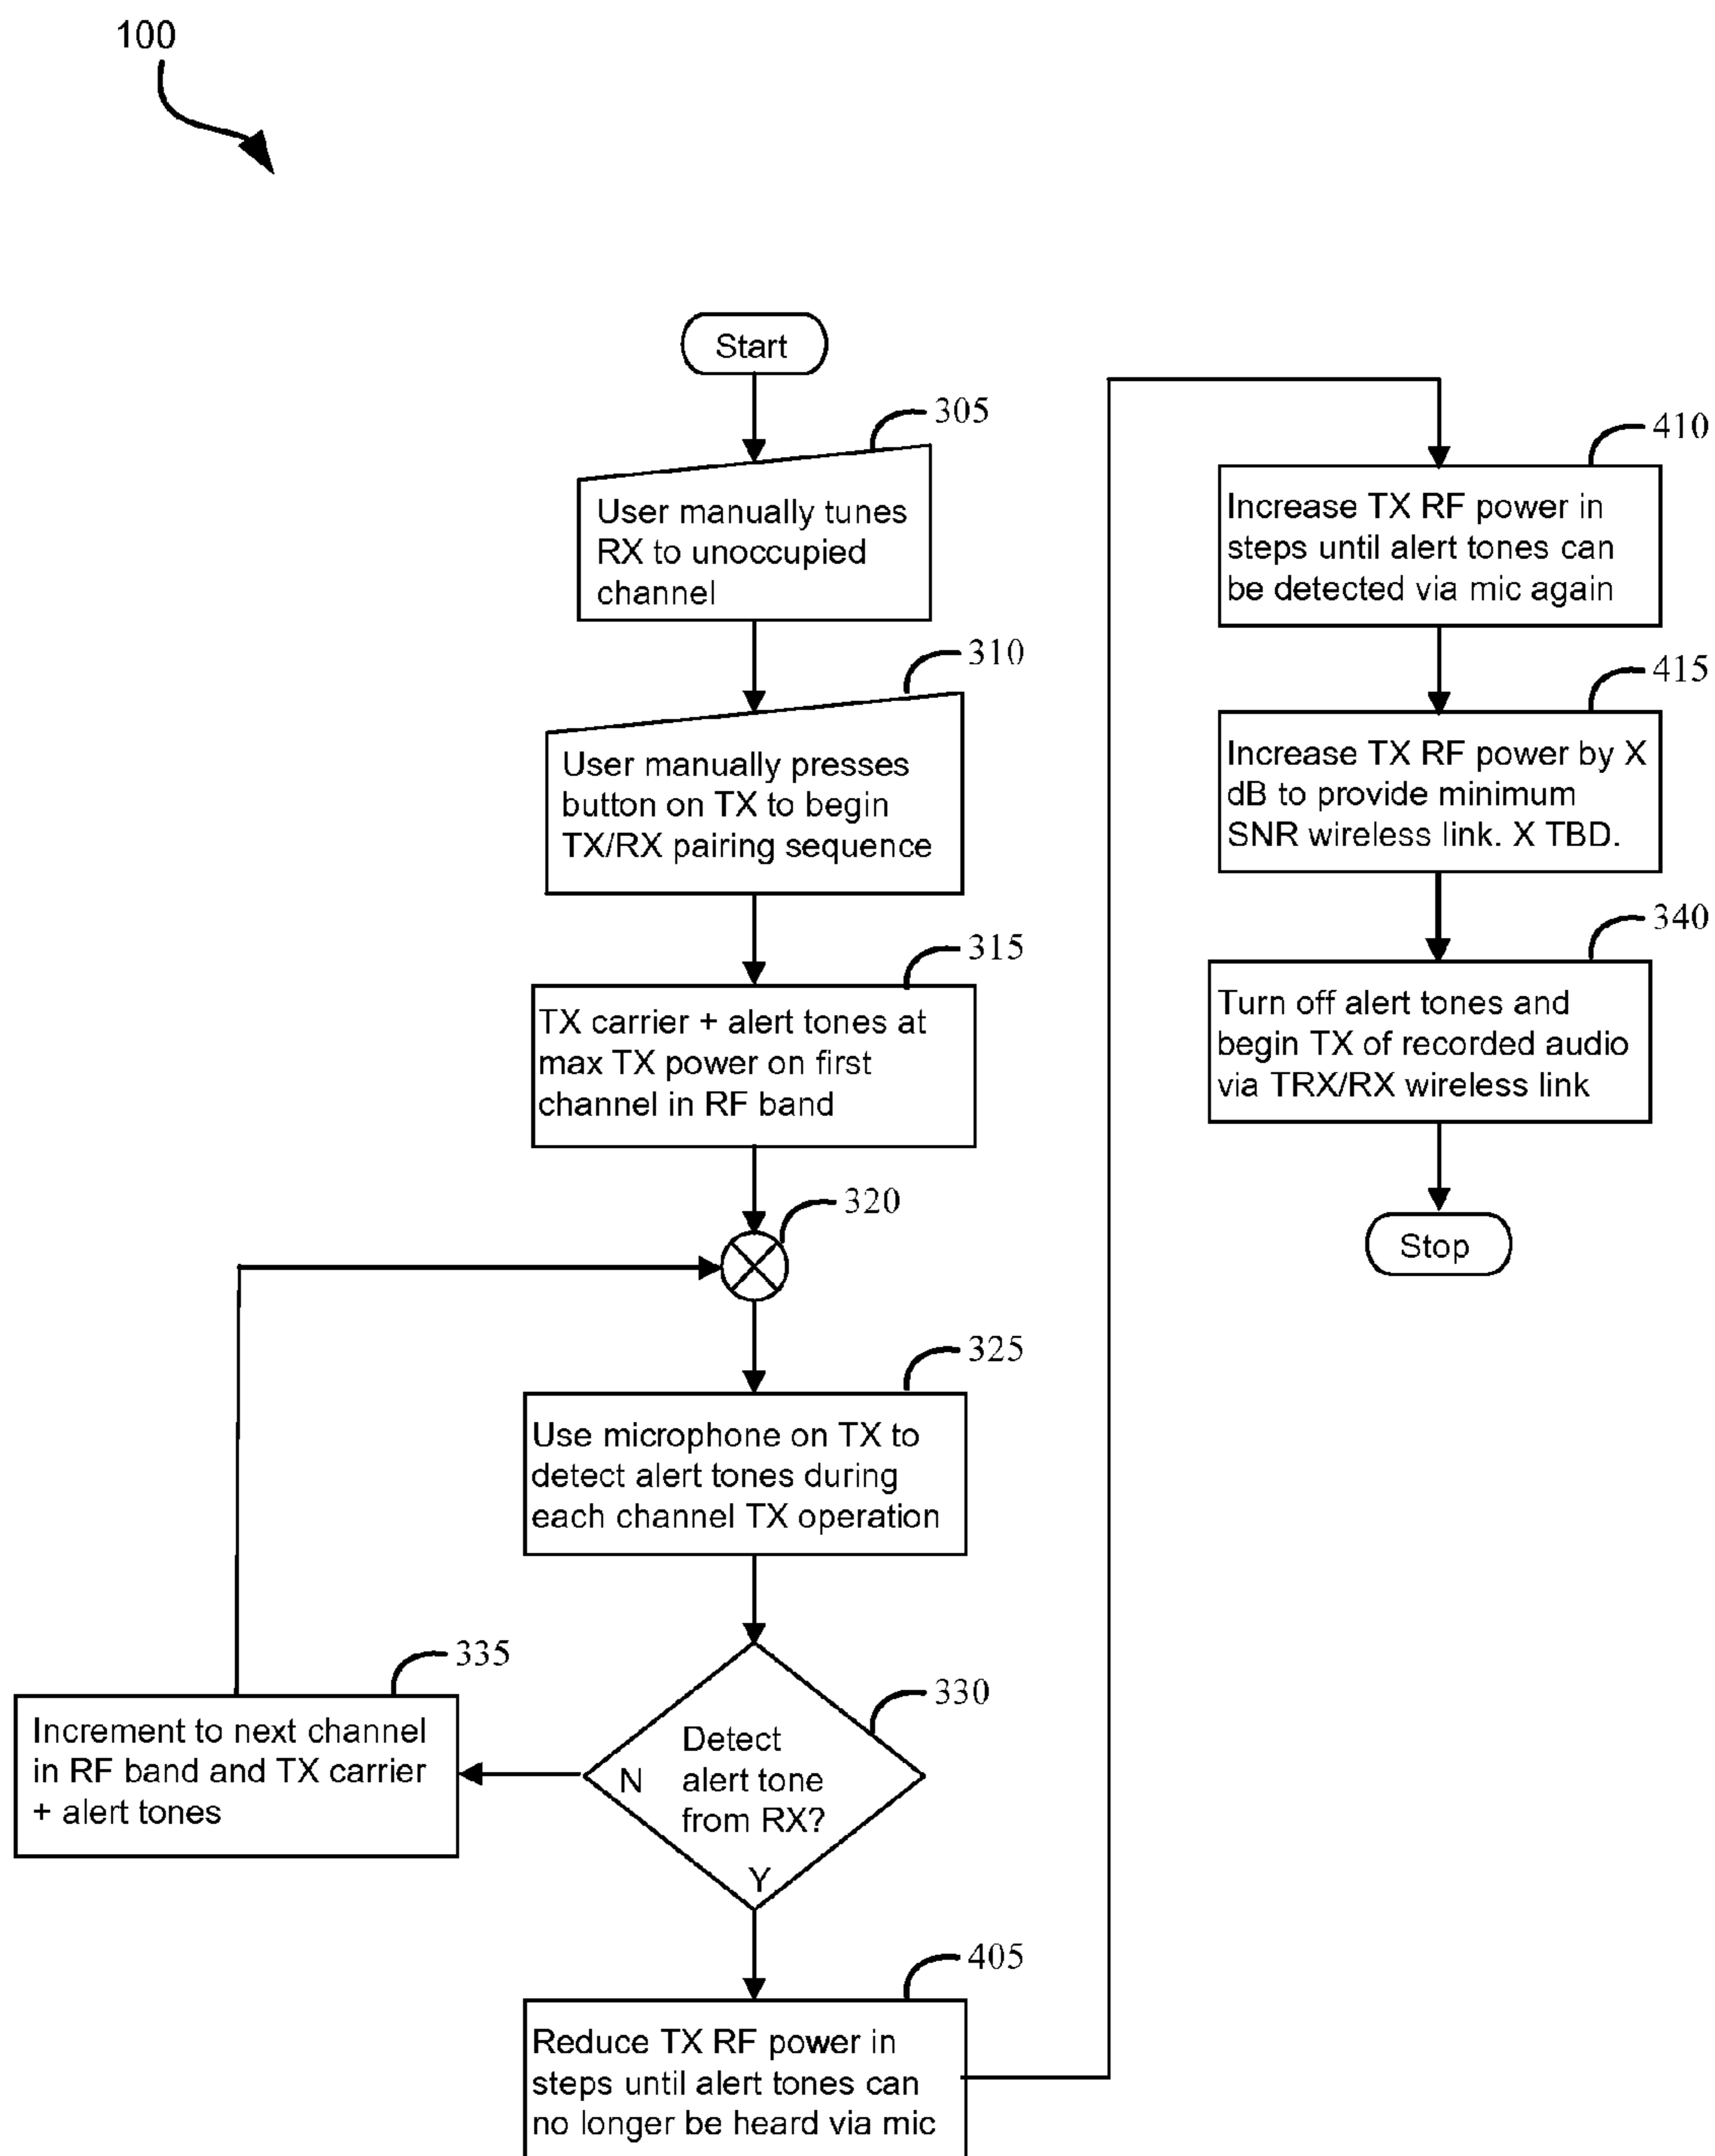 100
Start
305
User manually tunes
RX to unoccupied
channel
310
User manually presses
button on TX to begin
TX/RX pairing sequence
315
TX carrier + alert tones at
max TX power on first
channel in RF band
320
325
Use microphone on TX to
detect alert tones during
each channel TX operation
330
Detect
alert tone
from RX?
N
Y
335
Increment to next channel
in RF band and TX carrier
+ alert tones
405
Reduce TX RF power in
steps until alert tones can
no longer be heard via mic
410
Increase TX RF power in
steps until alert tones can
be detected via mic again
415
Increase TX RF power by X
dB to provide minimum
SNR wireless link. X TBD.
340
Turn off alert tones and
begin TX of recorded audio
via TRX/RX wireless link
Stop